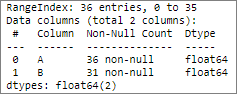 RangeIndex: 36 entries, 0 to 35
Data columns (total 2 columns):
 #   Column  Non-Null Count  Dtype
---  ------  --------------  -----
 0   A       36 non-null     float64
 1   B       31 non-null     float64
dtypes: float64(2)